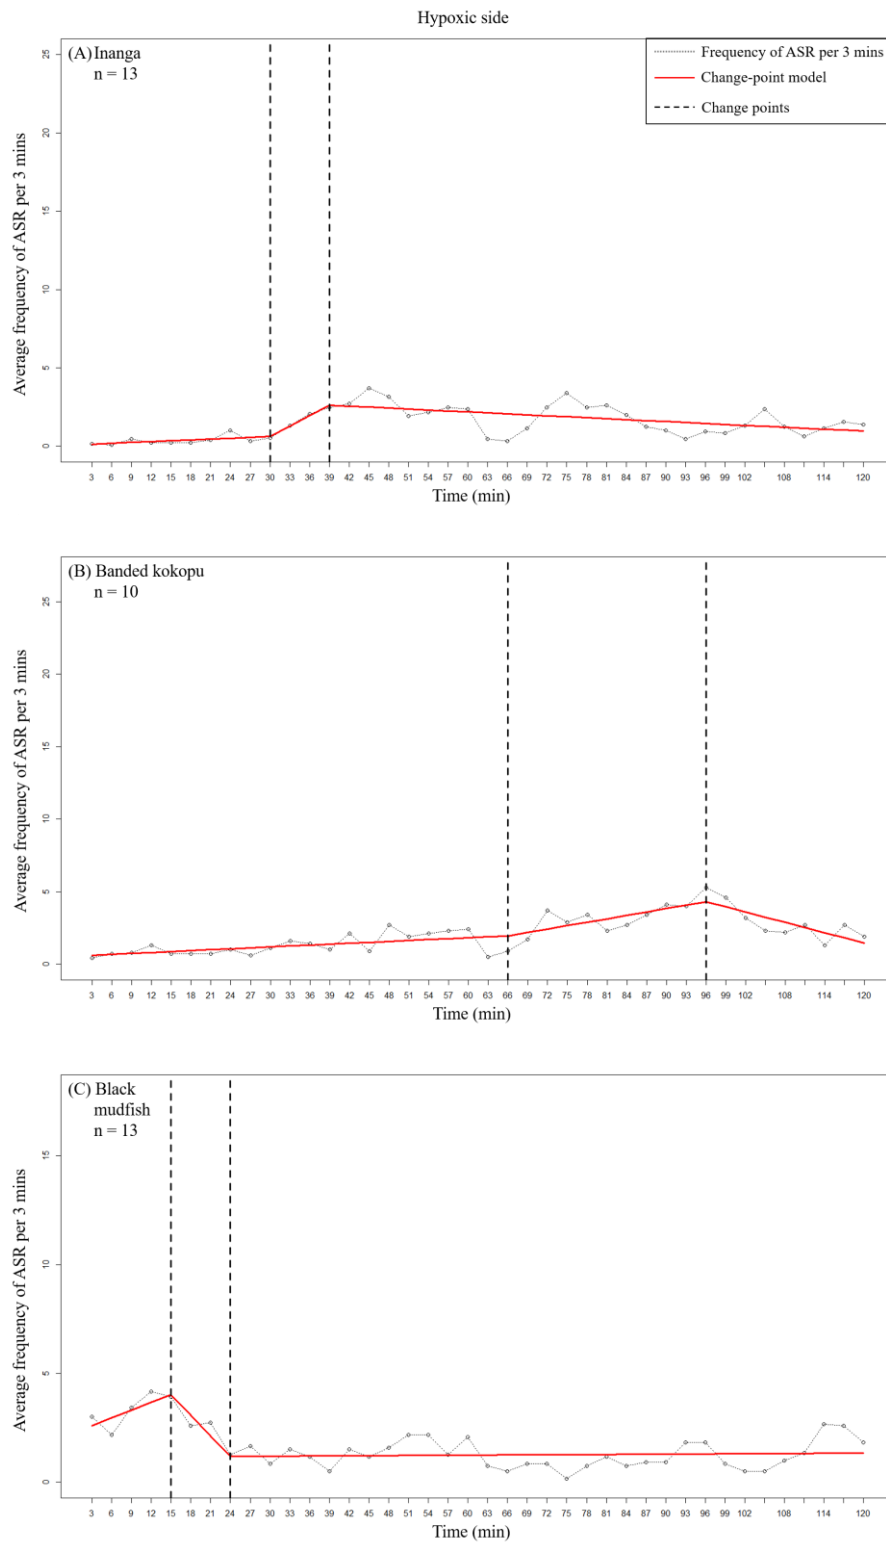 Hypoxic side
(A) Inanga
n = 13
Frequency of ASR per 3 mins
Change-point model
Change points
Average frequency of ASR per 3 mins
0 5 10 15 20 25
3 6 9 12 15 18 21 24 27 30 33 36 39 42 45 48 51 54 57 60 63 66 69 72 75 78 81 84 87 90 93 96 99 102 108 114 120
Time (min)
(B) Banded kokopu
n = 10
Average frequency of ASR per 3 mins
0 5 10 15 20 25
3 6 9 12 15 18 21 24 27 30 33 36 39 42 45 48 51 54 57 60 63 66 69 72 75 78 81 84 87 90 93 96 99 102 108 114 120
Time (min)
(C) Black
mudfish
n = 13
Average frequency of ASR per 3 mins
0 5 10 15
3 6 9 12 15 18 21 24 27 30 33 36 39 42 45 48 51 54 57 60 63 66 69 72 75 78 81 84 87 90 93 96 99 102 108 114 120
Time (min)